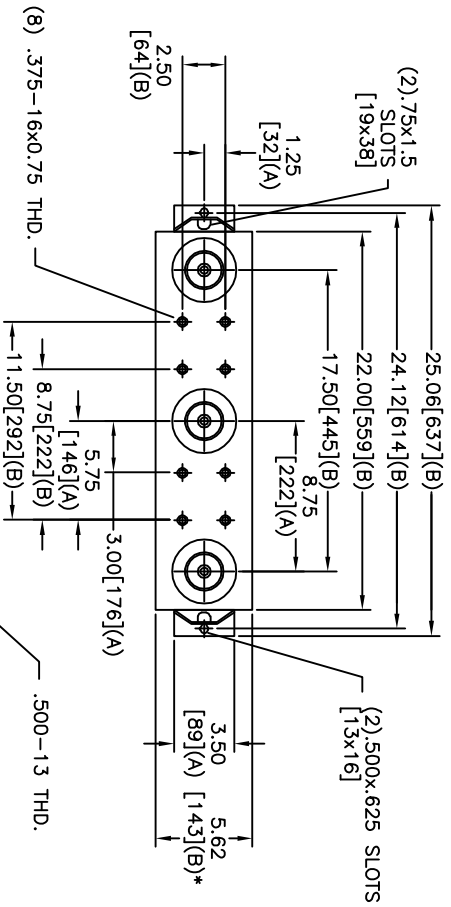 25.06[637](B)
24.12[614](B)
22.00[559](B)
17.50[445](B)
8.75
[222](A)
(2).75x1.5
SLOTS
[19x38]
1.25
[32](A)
2.50
[64](B)
(8) .375-16x0.75 THD.
(2).500x.625 SLOTS
[13x16]
3.50
[89](A)
5.62
[143](B)*
3.00[176](A)
5.75
[146](A)
8.75[222](B)
11.50[292](B)
.500-13 THD.